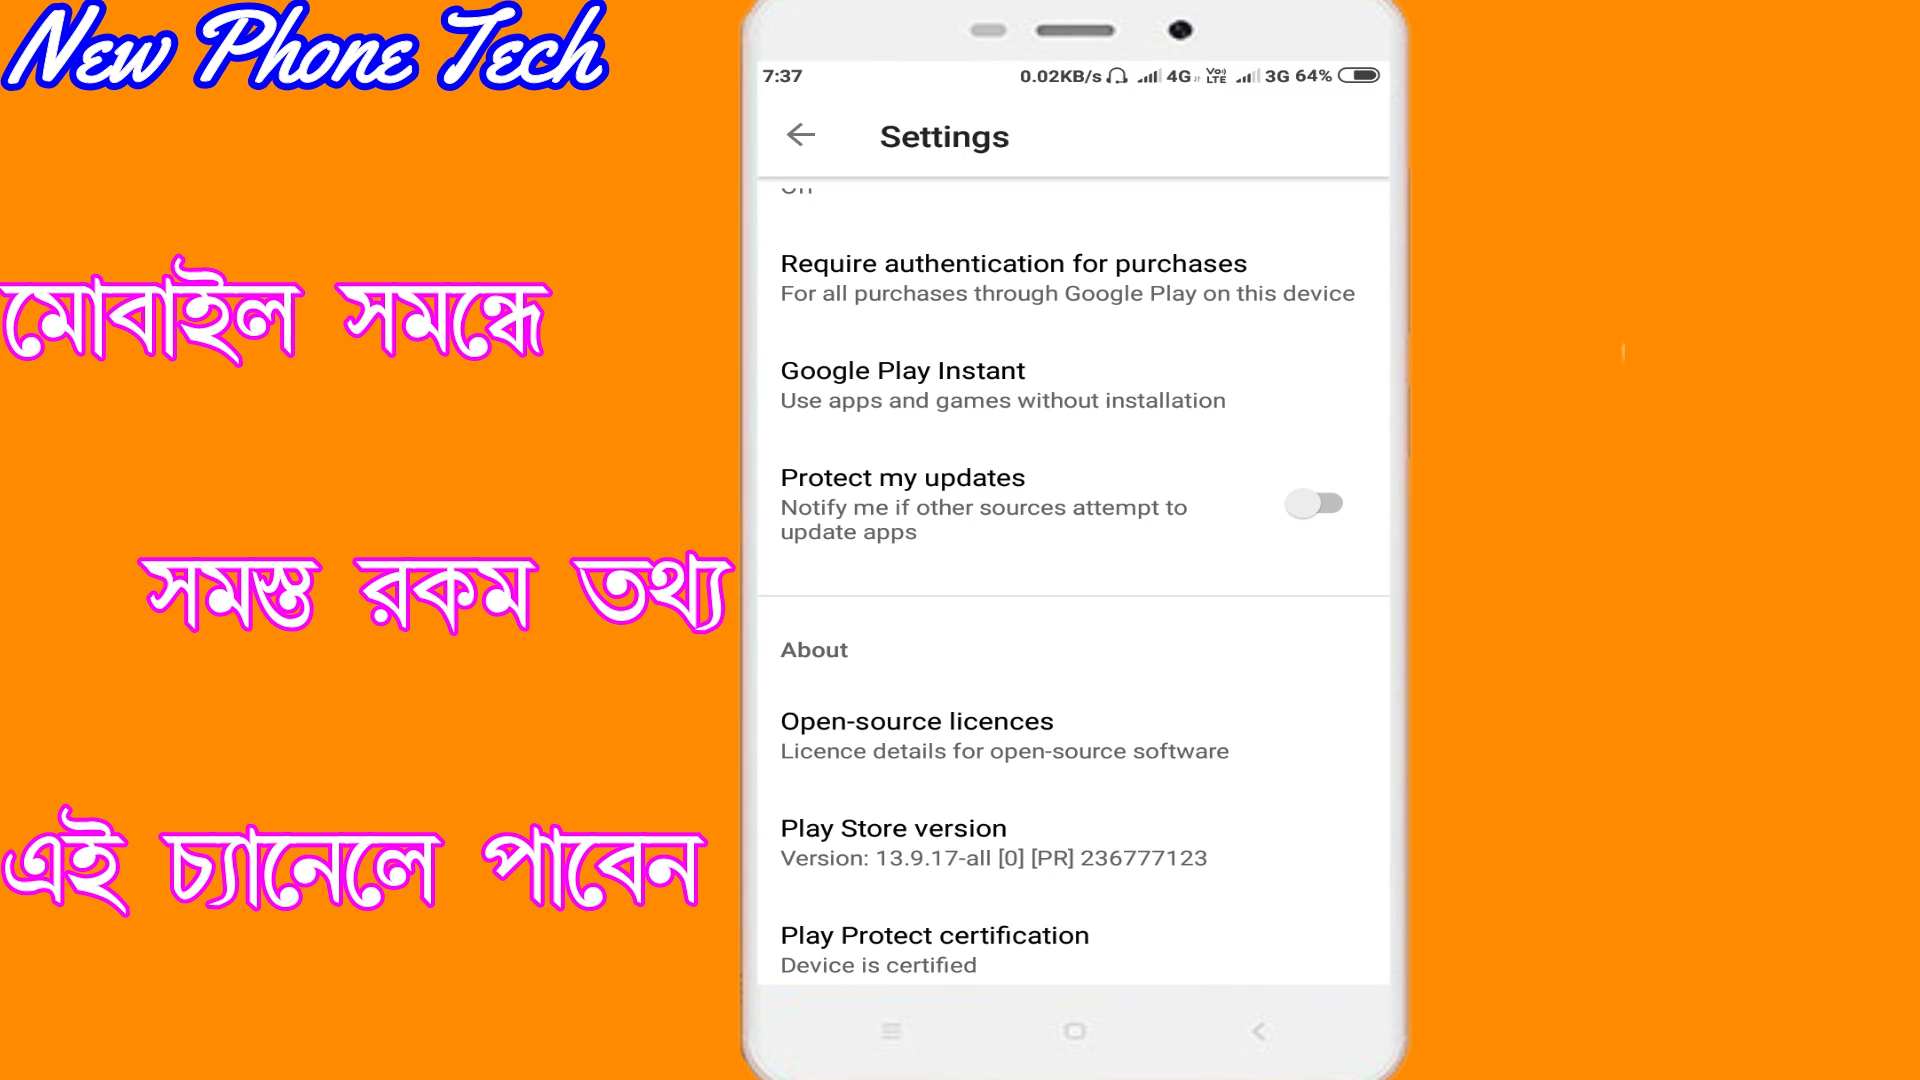 New Phone Tech
মোবাইল সমন্ধে
সমস্ত রকম তথ্য
এই চ্যানেলে পাবেন
7:37 0.02KB/s 4G Vo) LTE 3G 64%
Settings
Require authentication for purchases
For all purchases through Google Play on this device
Google Play Instant
Use apps and games without installation
Protect my updates
Notify me if other sources attempt to
update apps
About
Open-source licences
Licence details for open-source software
Play Store version
Version: 13.9.17-all [0] [PR] 236777123
Play Protect certification
Device is certified